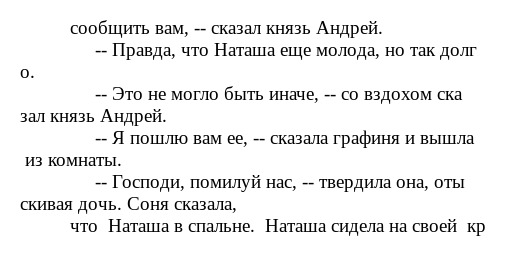 сообщить вам, -- сказал князь Андрей.
-- Правда, что Наташа еще молода, но так долг
о.
-- Это не могло быть иначе, -- со вздохом ска
зал князь Андрей.
-- Я пошлю вам ее, -- сказала графиня и вышла
из комнаты.
-- Господи, помилуй нас, -- твердила она, оты
скивая дочь. Соня сказала,
что  Наташа в спальне.  Наташа сидела на своей  кр